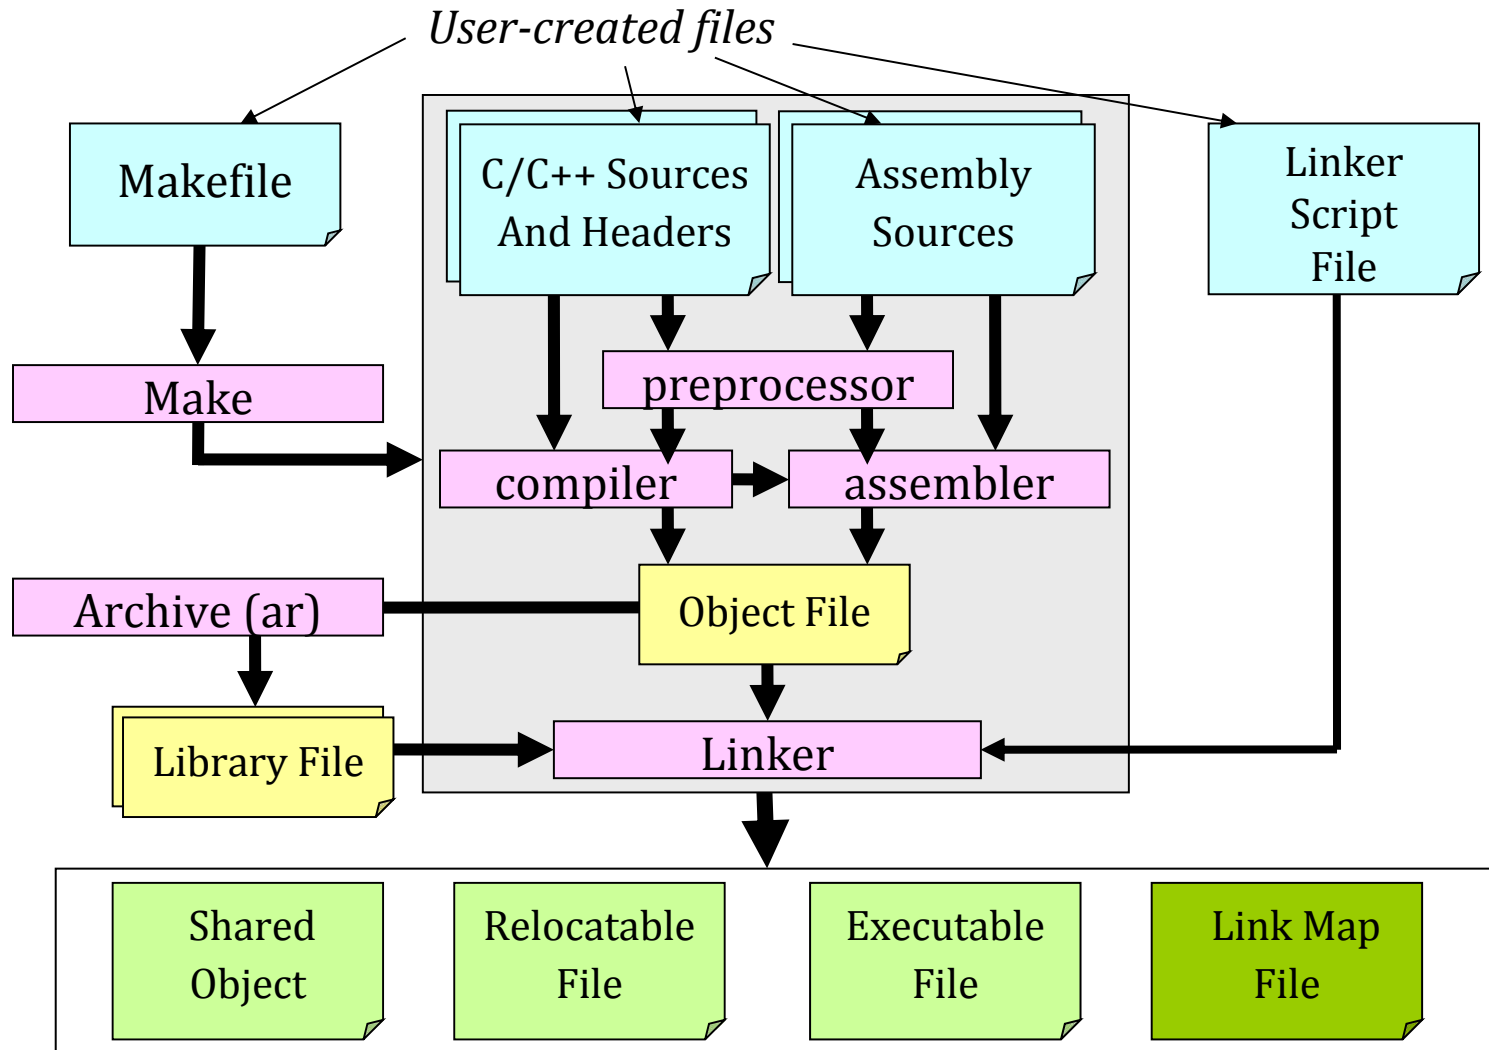 User-created files
Makefile
C/C++ Sources
And Headers
Assembly
Sources
Linker
Script
File
preprocessor
Make
compiler
assembler
Archive (ar)
Object File
Library File
Linker
Shared
Object
Relocatable
File
Executable
File
Link Map
File